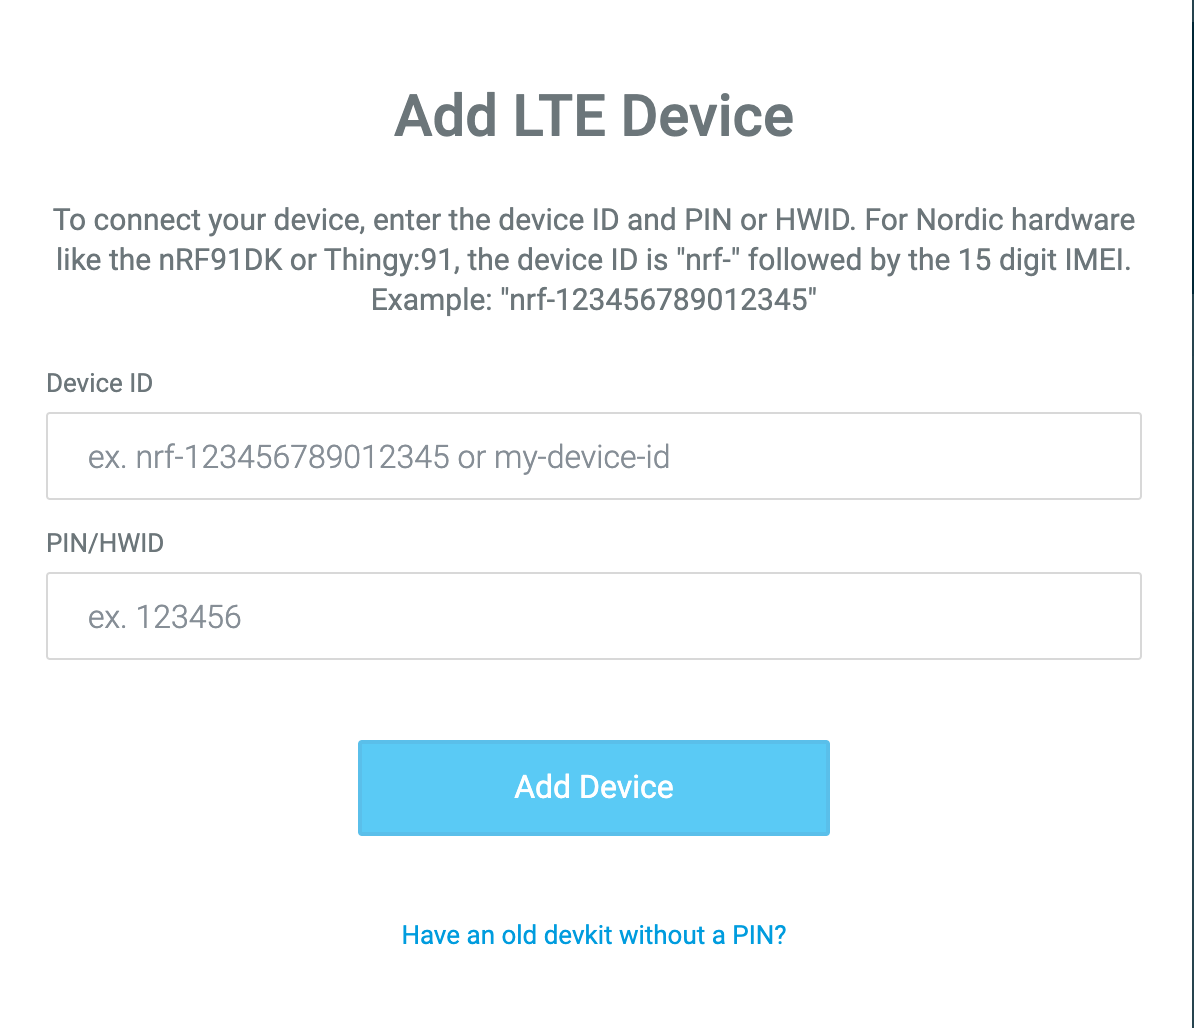 Add LTE Device
To connect your device, enter the device ID and PIN or HWID. For Nordic hardware
like the nRF91DK or Thingy:91, the device ID is "nrf-" followed by the 15 digit IMEI.
Example: "nrf-123456789012345"
Device ID
ex. nrf-123456789012345 or my-device-id
PIN/HWID
ex. 123456
Add Device
Have an old devkit without a PIN?